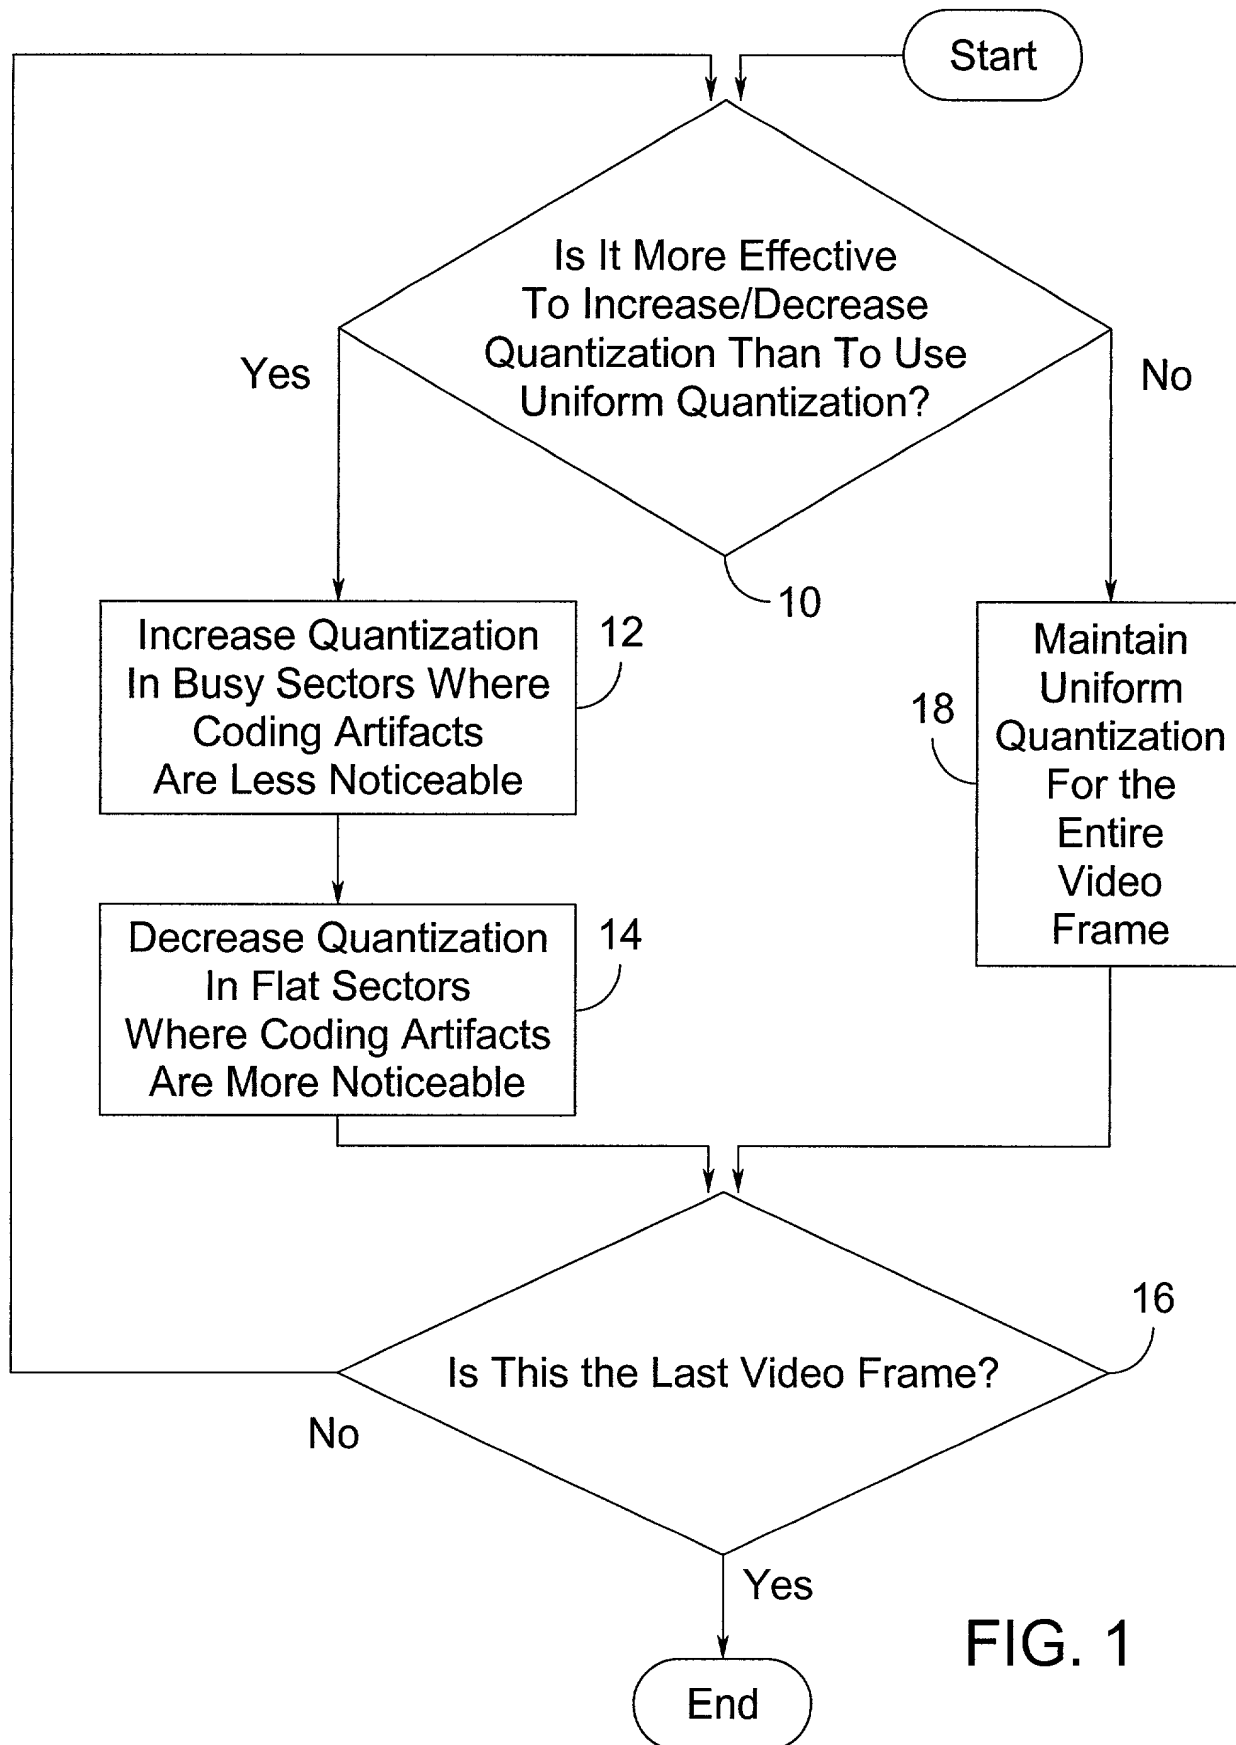 Start
Is It More Effective
To Increase/Decrease
Quantization Than To Use
Uniform Quantization?
Yes
No
10
Increase Quantization
In Busy Sectors Where
Coding Artifacts
Are Less Noticeable
12
Maintain
Uniform
Quantization
For the
Entire
Video
Frame
18
Decrease Quantization
In Flat Sectors
Where Coding Artifacts
Are More Noticeable
14
Is This the Last Video Frame?
16
No
Yes
End
FIG. 1